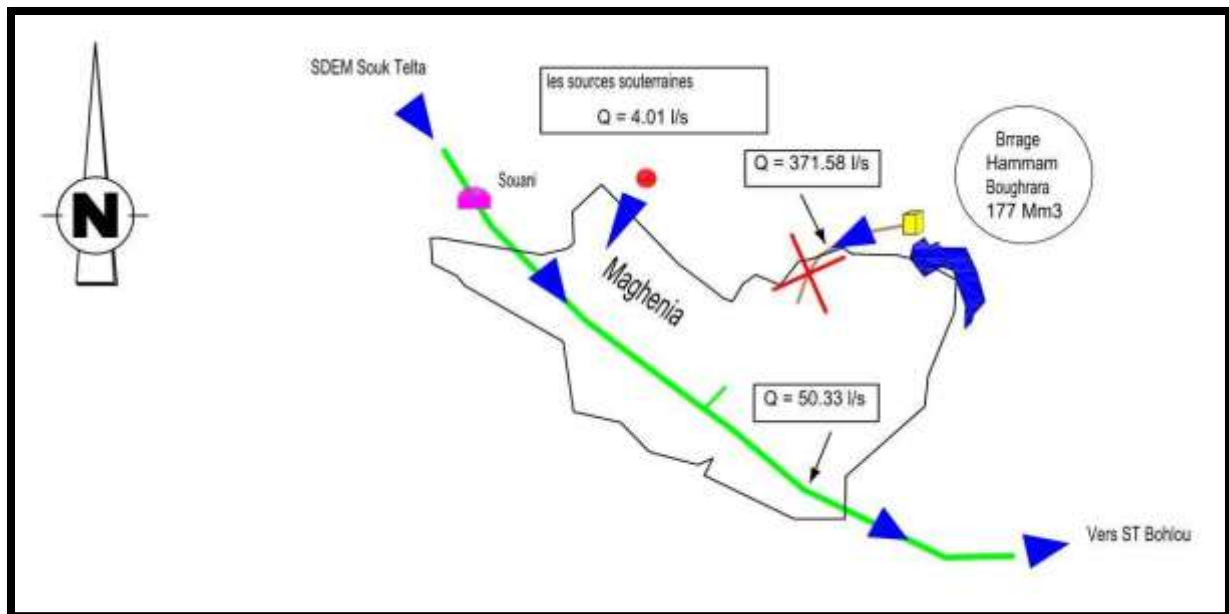 SDEM Souk Telta
les sources souterraines
Q = 4.01 l/s
Q = 371.58 l/s
Brrage
Hammam
Boughrara
177 Mm3
Souani
N
Maghenia
Q = 50.33 l/s
Vers ST Bohlou